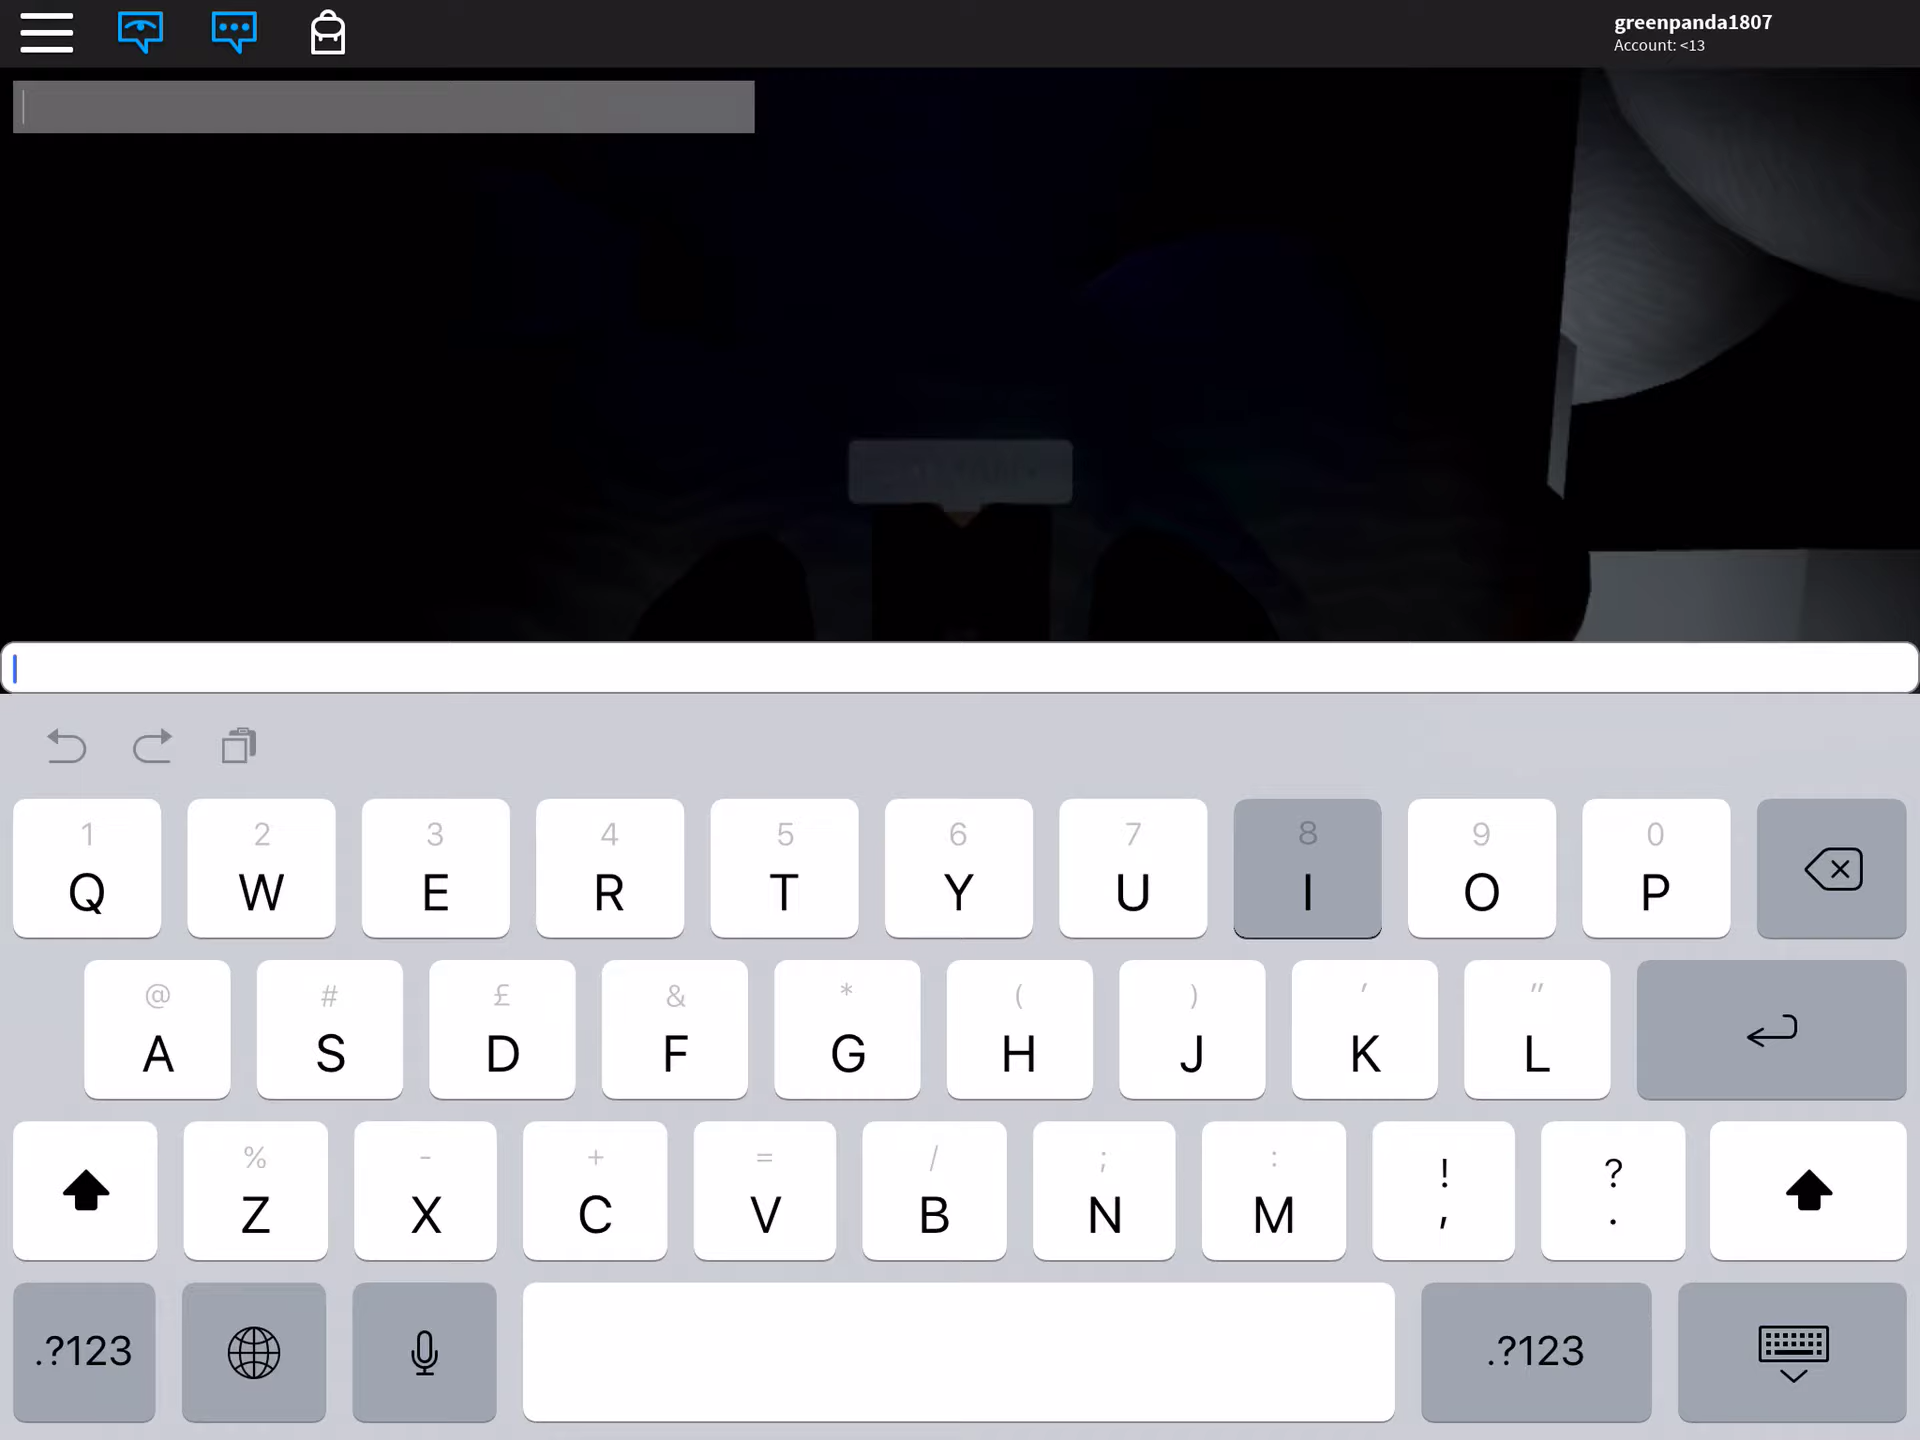 greenpanda1807
Account: <13
1 2 3 4 5 6 7 8 9 0
Q W E R T Y U I O P
@ # £ & * ( ) ' "
A S D F G H J K L
% - + = / ; : ! ?
Z X C V B N M , .
.?123 .?123